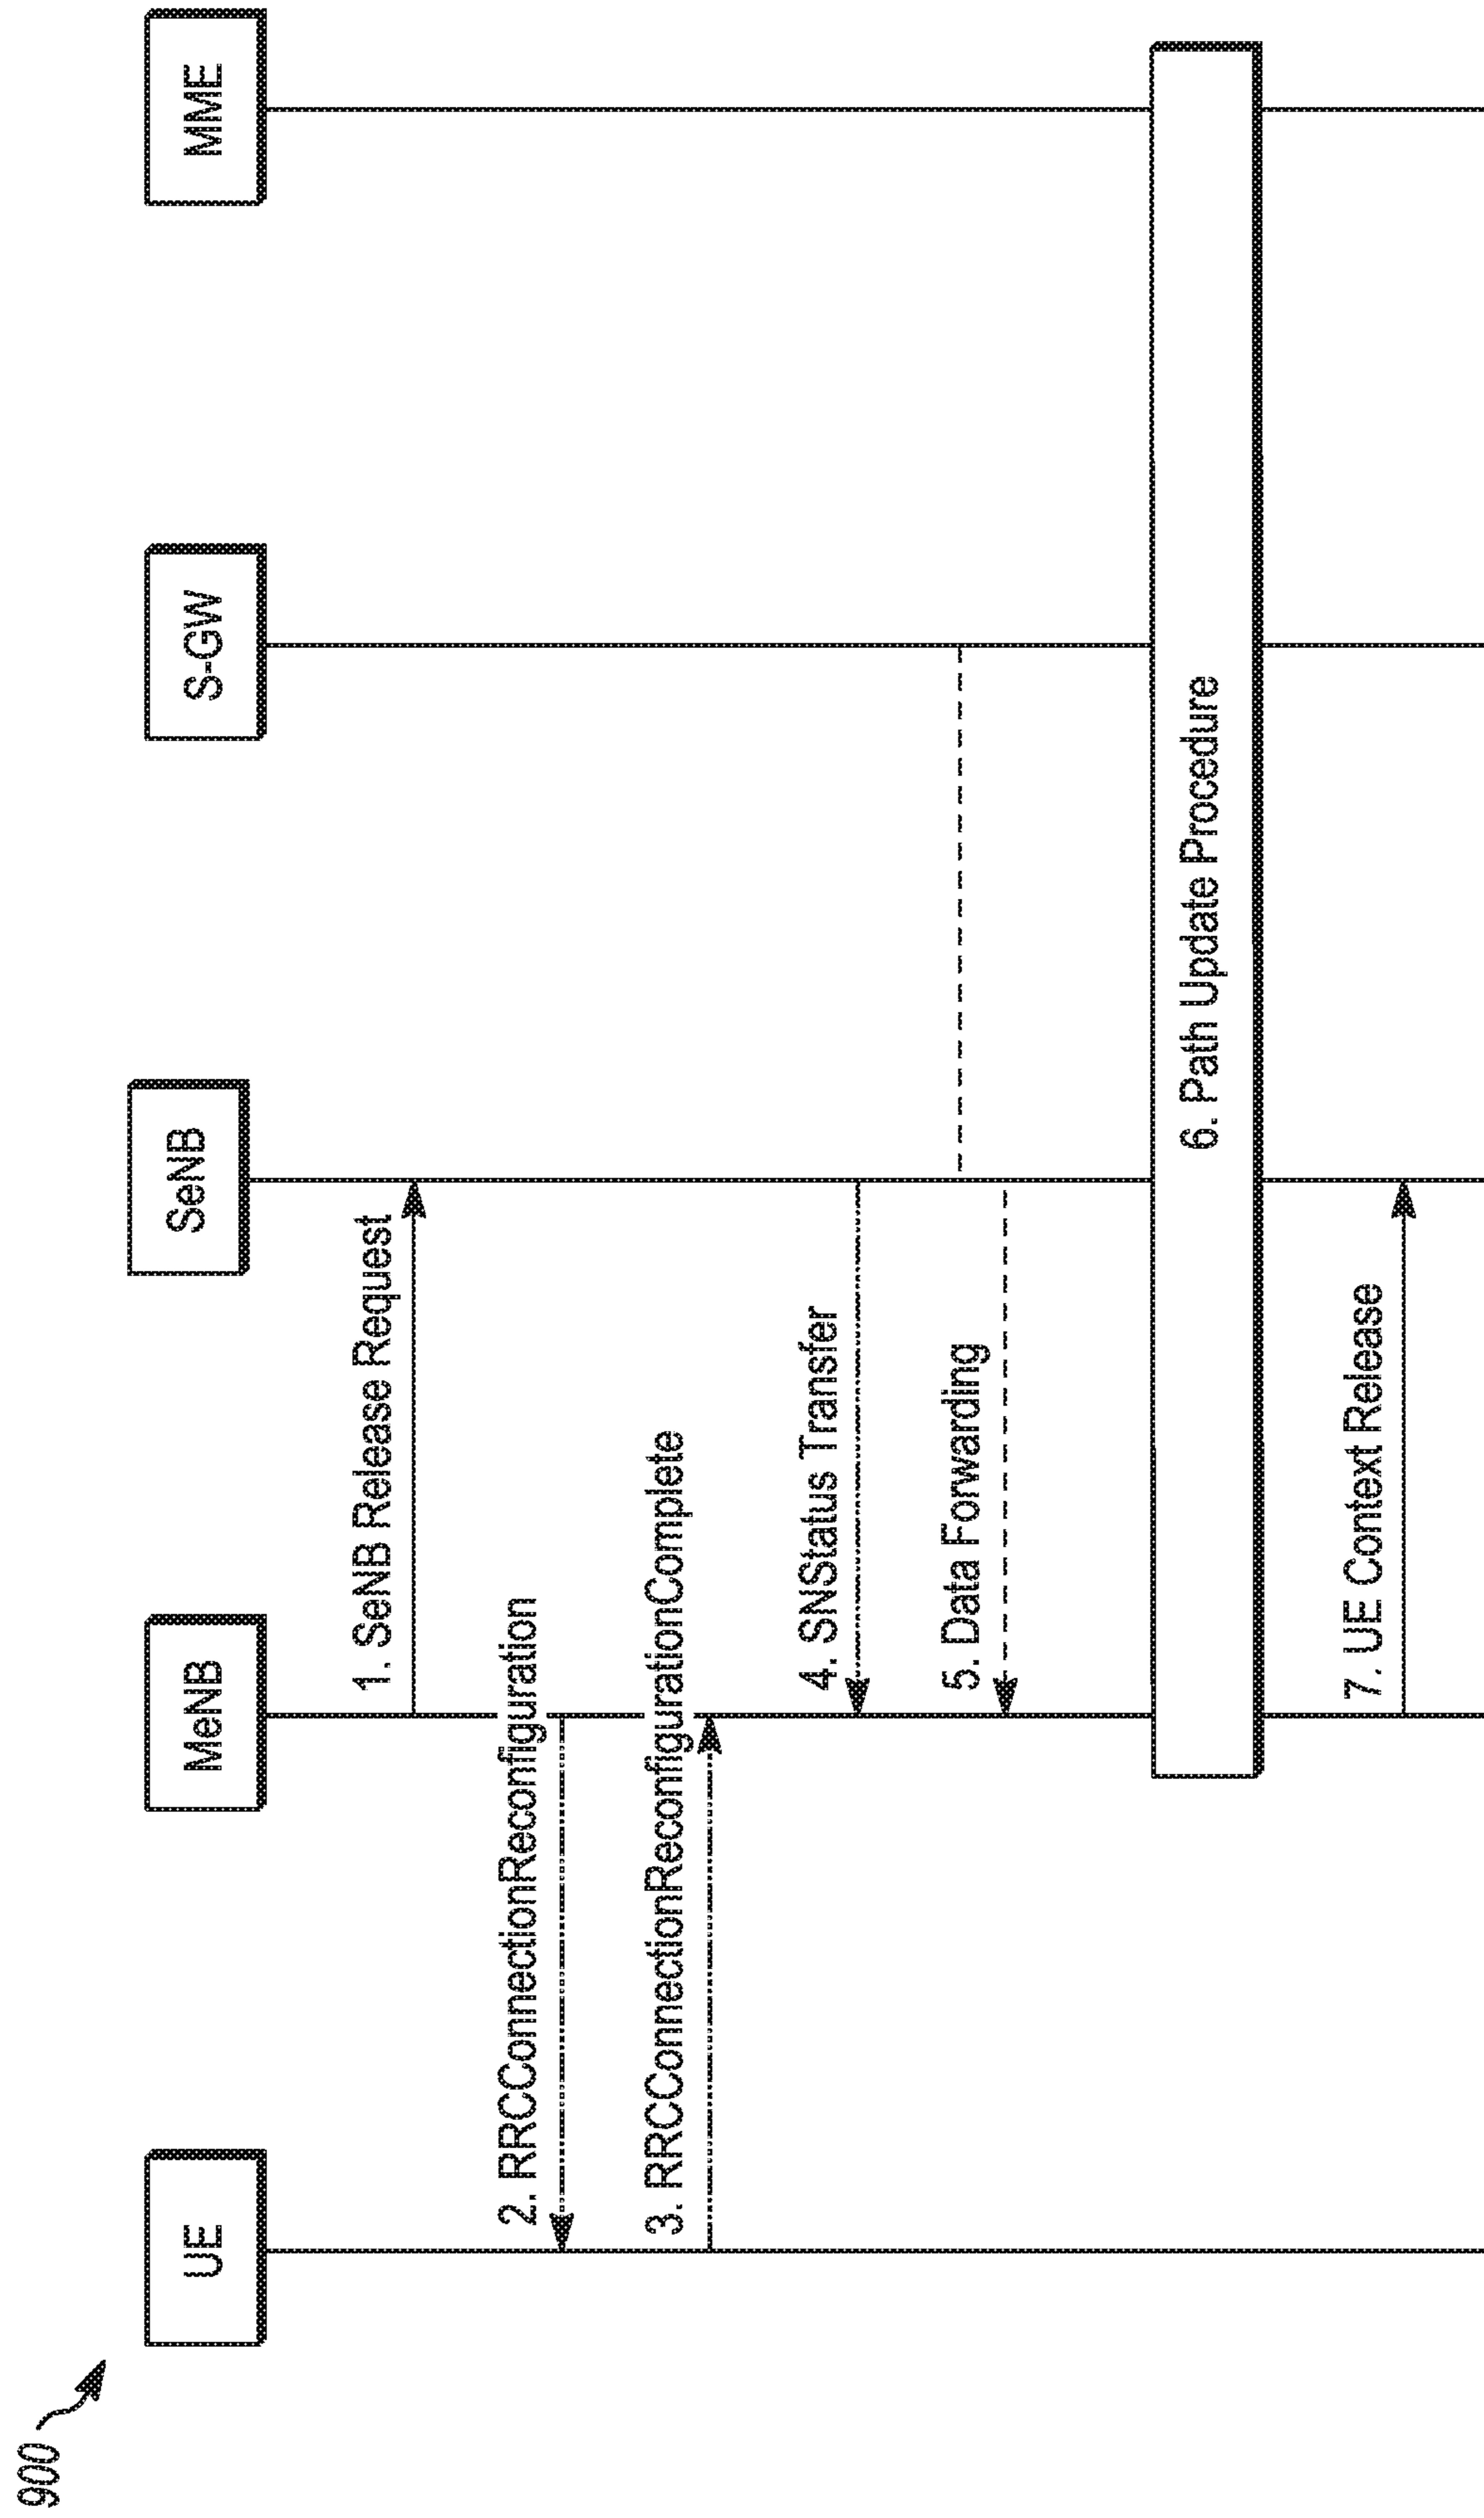 900
UE
MeNB
SeNB
S-GW
MME
1. SeNB Release Request
2. RRCConnectionReconfiguration
3. RRCConnectionReconfigurationComplete
4. SNStatus Transfer
5. Data Forwarding
6. Path Update Procedure
7. UE Context Release